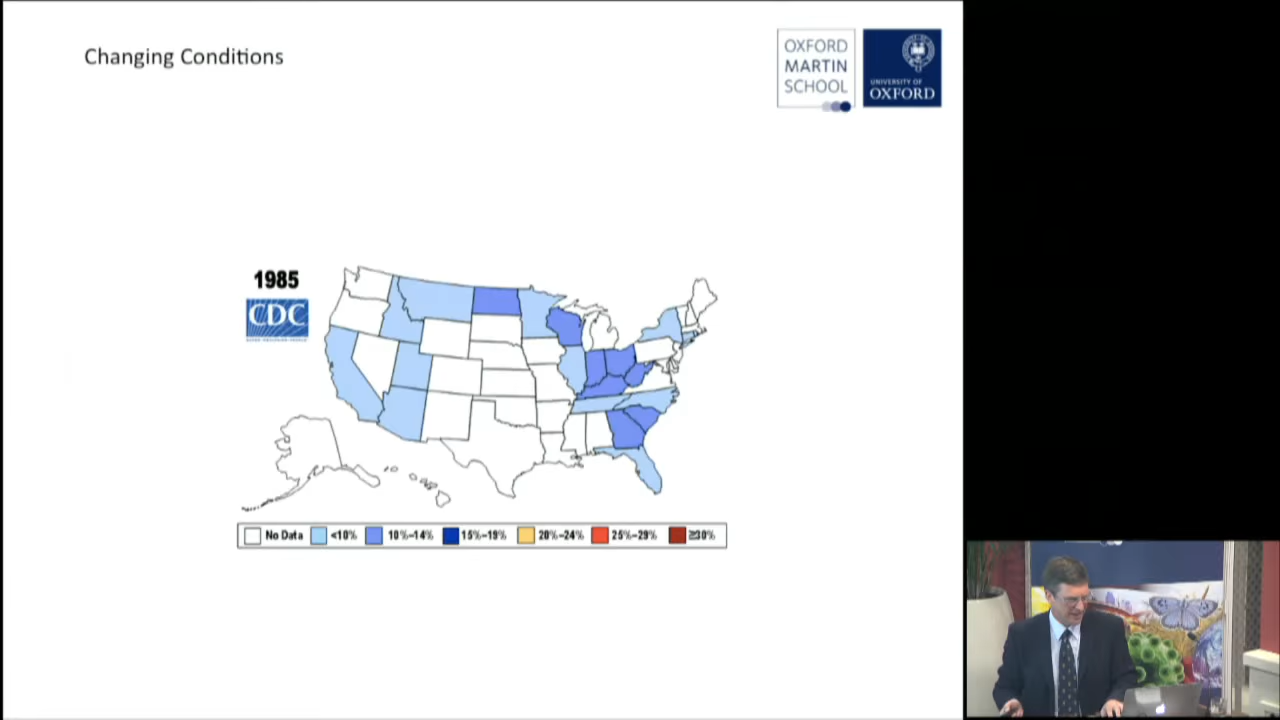 Changing Conditions
OXFORD
MARTIN
SCHOOL
UNIVERSITY OF
OXFORD
1985
CDC
No Data <10% 10%–14% 15%–19% 20%–24% 25%–29% ≥30%